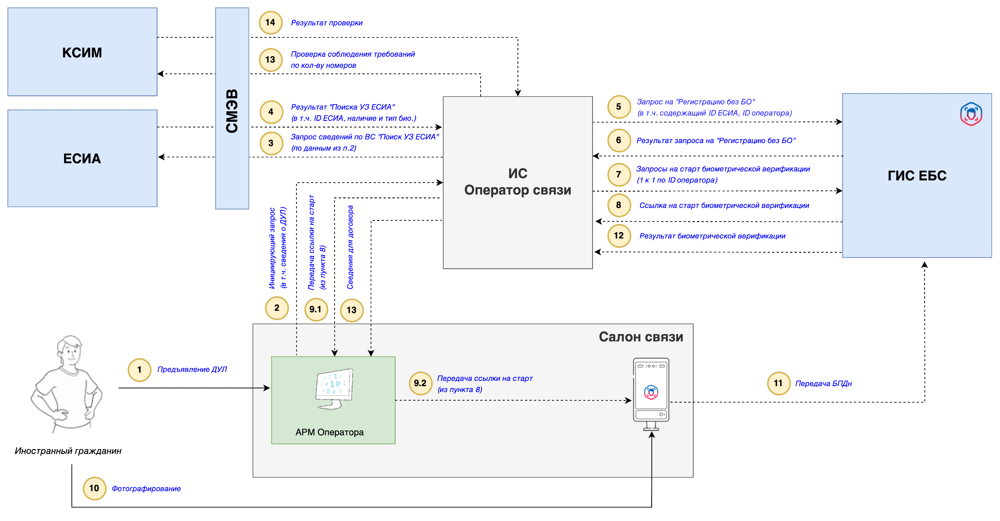 14
Результат проверки
КСИМ
13
Проверка соблюдения требований
по кол-ву номеров
СМЭВ
4
Результат "Поиска УЗ ЕСИА"
(в т.ч. ID ЕСИА, наличие и тип био.)
3
Запрос сведений по ВС "Поиск УЗ ЕСИА"
(по данным из п.2)
ЕСИА
ИС
Оператор связи
5
Запрос на "Регистрацию без БО"
(в т.ч. содержащий ID ЕСИА, ID оператора)
6
Результат запроса на "Регистрацию без БО"
7
Запросы на старт биометрической верификации
(1 к 1 по ID оператора)
8
Ссылка на старт биометрической верификации
12
Результат биометрической верификации
ГИС ЕБС
Инициирующий запрос
(в т.ч. сведения о ДУЛ)
2
Передача ссылки на старт
(из пункта 8)
9.1
Сведения для договора
13
Салон связи
1
Предъявление ДУЛ
0110
10101
1000
АРМ Оператора
9.2
Передача ссылки на старт
(из пункта 8)
11
Передача БПДн
Иностранный гражданин
10
Фотографирование